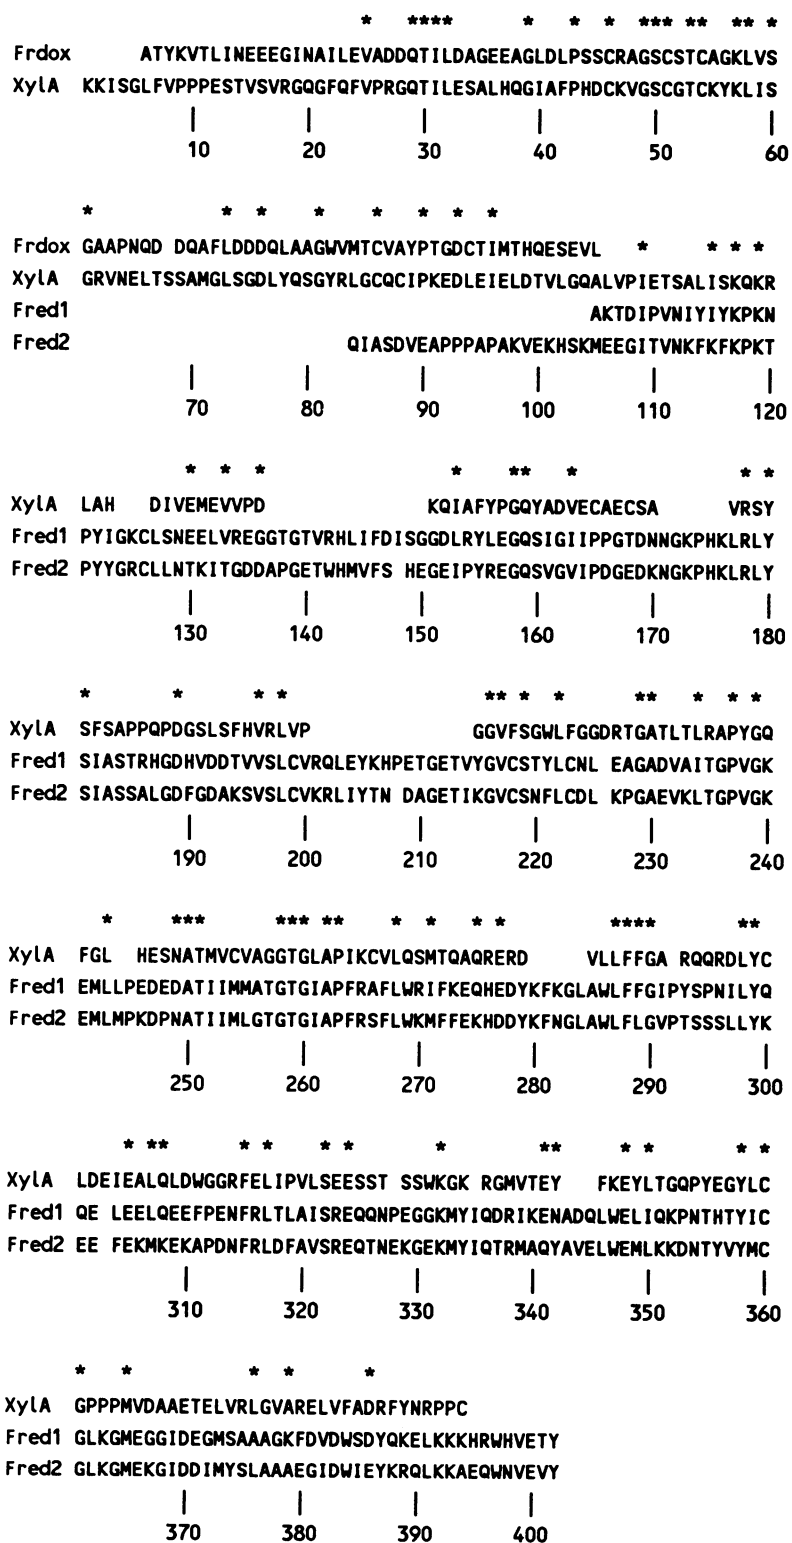 * **** * * * *** ** ** *
Frdox ATYKVTLINEEEGINAILEVADDQTILDAGEEAGLDLPSSCRAGSCSTCAGKLVS
XylA KKISGLFVPPPESTVSVRGQGFQFVPRGQTILESALHQGIAFPHDCKVGSCGTCKYKLIS
| | | | | |
10 20 30 40 50 60
* * * * * * * *
Frdox GAAPNQD DQAFLDDDQLAAGWVMTCVAYPTGDCTIMTHQESEVL * * * *
XylA GRVNELTSSAMGLSGDLYQSGYRLGCQCIPKEDLEIELDTVLGQALVPIETSALISKQKR
Fred1 AKTDIPVNIYIYKPKN
Fred2 QIASDVEAPPPAPAKVEKHSKMEEGITVNKFKFKPKT
| | | | | |
70 80 90 100 110 120
* * * * ** * * *
XylA LAH DIVEMEVVPD KQIAFYPGQYADVECAECSA VRSY
Fred1 PYIGKCLSNEELVREGGTGTVRHLIFDISGGDLRYLEGQSIGIIPPGTDNNGKPHKLRLY
Fred2 PYYGRCLLNTKITGDDAPGETWHMVFS HEGEIPYREGQSVGVIPDGEDKNGKPHKLRLY
| | | | | |
130 140 150 160 170 180
* * * * ** * * ** * * *
XylA SFSAPPQPDGSLSFHVRLVP GGVFSGWLFGGDRTGATLTLRAPYGQ
Fred1 SIASTRHGDHVDDTVVSLCVRQLEYKHPETGETVYGVCSTYLCNL EAGADVAITGPVGK
Fred2 SIASSALGDFGDAKSVSLCVKRLIYTN DAGETIKGVCSNFLCDL KPGAEVKLTGPVGK
| | | | | |
190 200 210 220 230 240
* *** *** ** * * * * **** **
XylA FGL HESNATMVCVAGGTGLAPIKCVLQSMTQAQRERD VLLFFGA RQQRDLYC
Fred1 EMLLPEDEDATIIMMATGTGIAPFRAFLWRIFKEQHEDYKFKGLAWLFFGIPYSPNILYQ
Fred2 EMLMPKDPNATIIMLGTGTGIAPFRSFLWKMFFEKHDDYKFNGLAWLFLGVPTSSSLLYK
| | | | | |
250 260 270 280 290 300
* ** * * * * * ** * * * *
XylA LDEIEALQLDWGGRFELIPVLSEESST SSWKGK RGMVTEY FKEYLTGQPYEGYLC
Fred1 QE LEELQEEFPENFRLTLAISREQQNPEGGKMYIQDRIKENADQLWELIQKPNTHTYIC
Fred2 EE FEKMKEKAPDNFRLDFAVSREQTNEKGEKMYIQTRMAQYAVELWEMLKKDNTYVYMC
| | | | | |
310 320 330 340 350 360
* * * * *
XylA GPPPMVDAAETELVRLGVARELVFADRFYNRPPC
Fred1 GLKGMEGGIDEGMSAAAGKFDVDWSDYQKELKKKHRWHVETY
Fred2 GLKGMEKGIDDIMYSLAAAEGIDWIEYKRQLKKAEQWNVEVY
| | | |
370 380 390 400